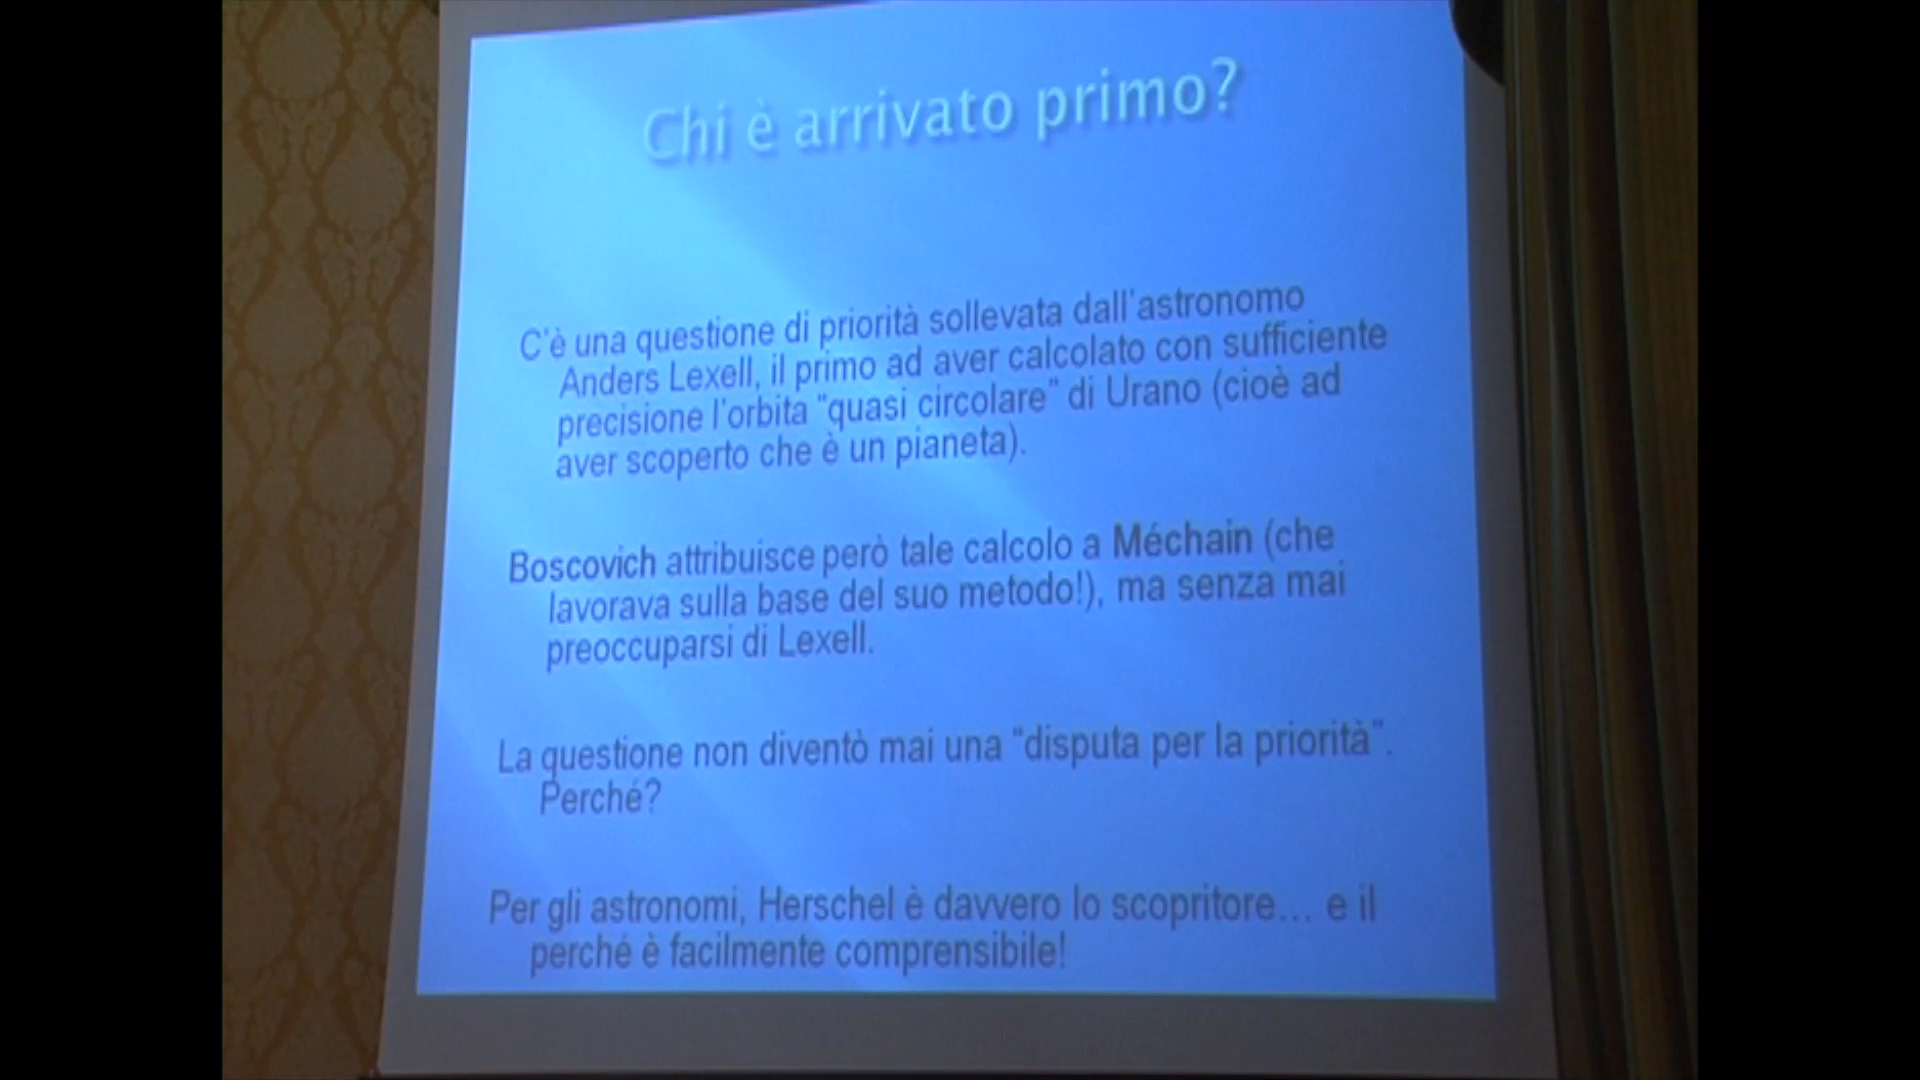 Chi è arrivato primo?
C'è una questione di priorità sollevata dall'astronomo
Anders Lexell, il primo ad aver calcolato con sufficiente
precisione l'orbita "quasi circolare" di Urano (cioè ad
aver scoperto che è un pianeta).
Boscovich attribuisce però tale calcolo a Méchain (che
lavorava sulla base del suo metodo!), ma senza mai
preoccuparsi di Lexell.
La questione non diventò mai una "disputa per la priorità".
Perché?
Per gli astronomi, Herschel è davvero lo scopritore... e il
perché è facilmente comprensibile!